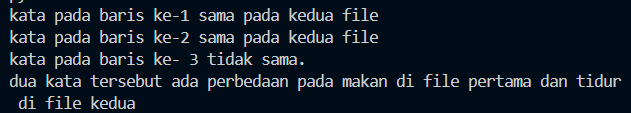 kata pada baris ke-1 sama pada kedua file
kata pada baris ke-2 sama pada kedua file
kata pada baris ke- 3 tidak sama.
dua kata tersebut ada perbedaan pada makan di file pertama dan tidur
di file kedua